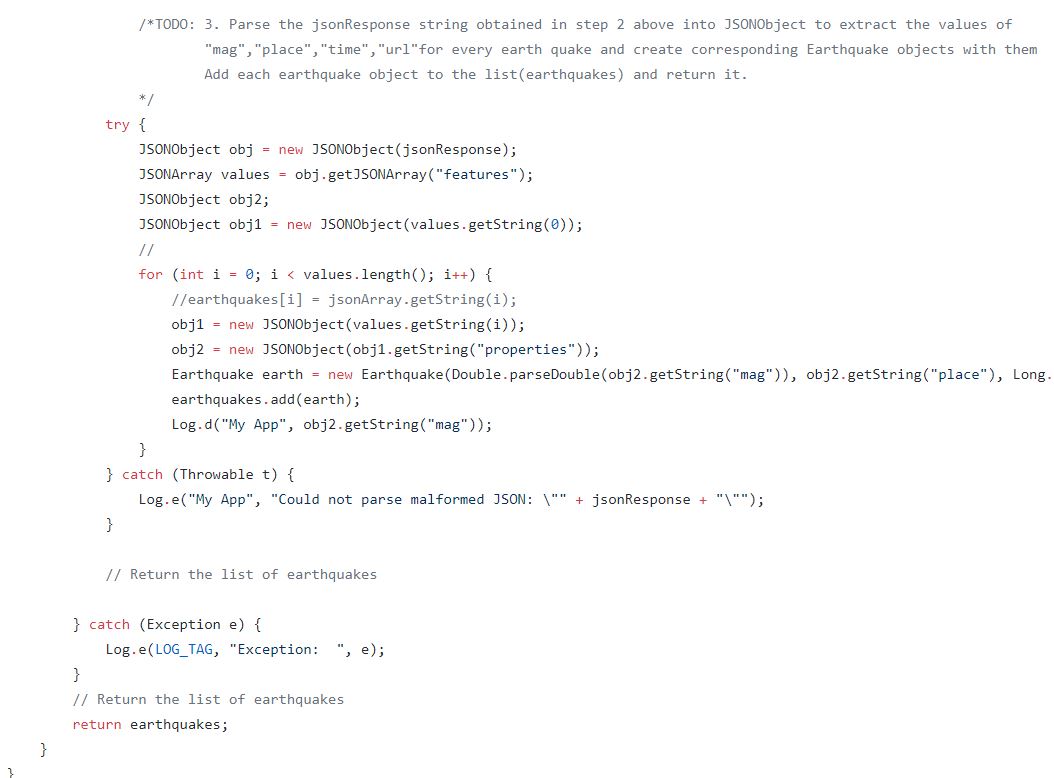 /*TODO: 3. Parse the jsonResponse string obtained in step 2 above into JSONObject to extract the values of
"mag","place","time","url"for every earth quake and create corresponding Earthquake objects with them
Add each earthquake object to the list(earthquakes) and return it.
*/
try {
JSONObject obj = new JSONObject(jsonResponse);
JSONArray values = obj.getJSONArray("features");
JSONObject obj2;
JSONObject obj1 = new JSONObject(values.getString(0));
//
for (int i = 0; i < values.length(); i++) {
//earthquakes[i] = jsonArray.getString(i);
obj1 = new JSONObject(values.getString(i));
obj2 = new JSONObject(obj1.getString("properties"));
Earthquake earth = new Earthquake(Double.parseDouble(obj2.getString("mag")), obj2.getString("place"), Long.
earthquakes.add(earth);
Log.d("My App", obj2.getString("mag"));
}
} catch (Throwable t) {
Log.e("My App", "Could not parse malformed JSON: \"" + jsonResponse + "\"");
}
// Return the list of earthquakes
} catch (Exception e) {
Log.e(LOG_TAG, "Exception:  ", e);
}
// Return the list of earthquakes
return earthquakes;
}
}